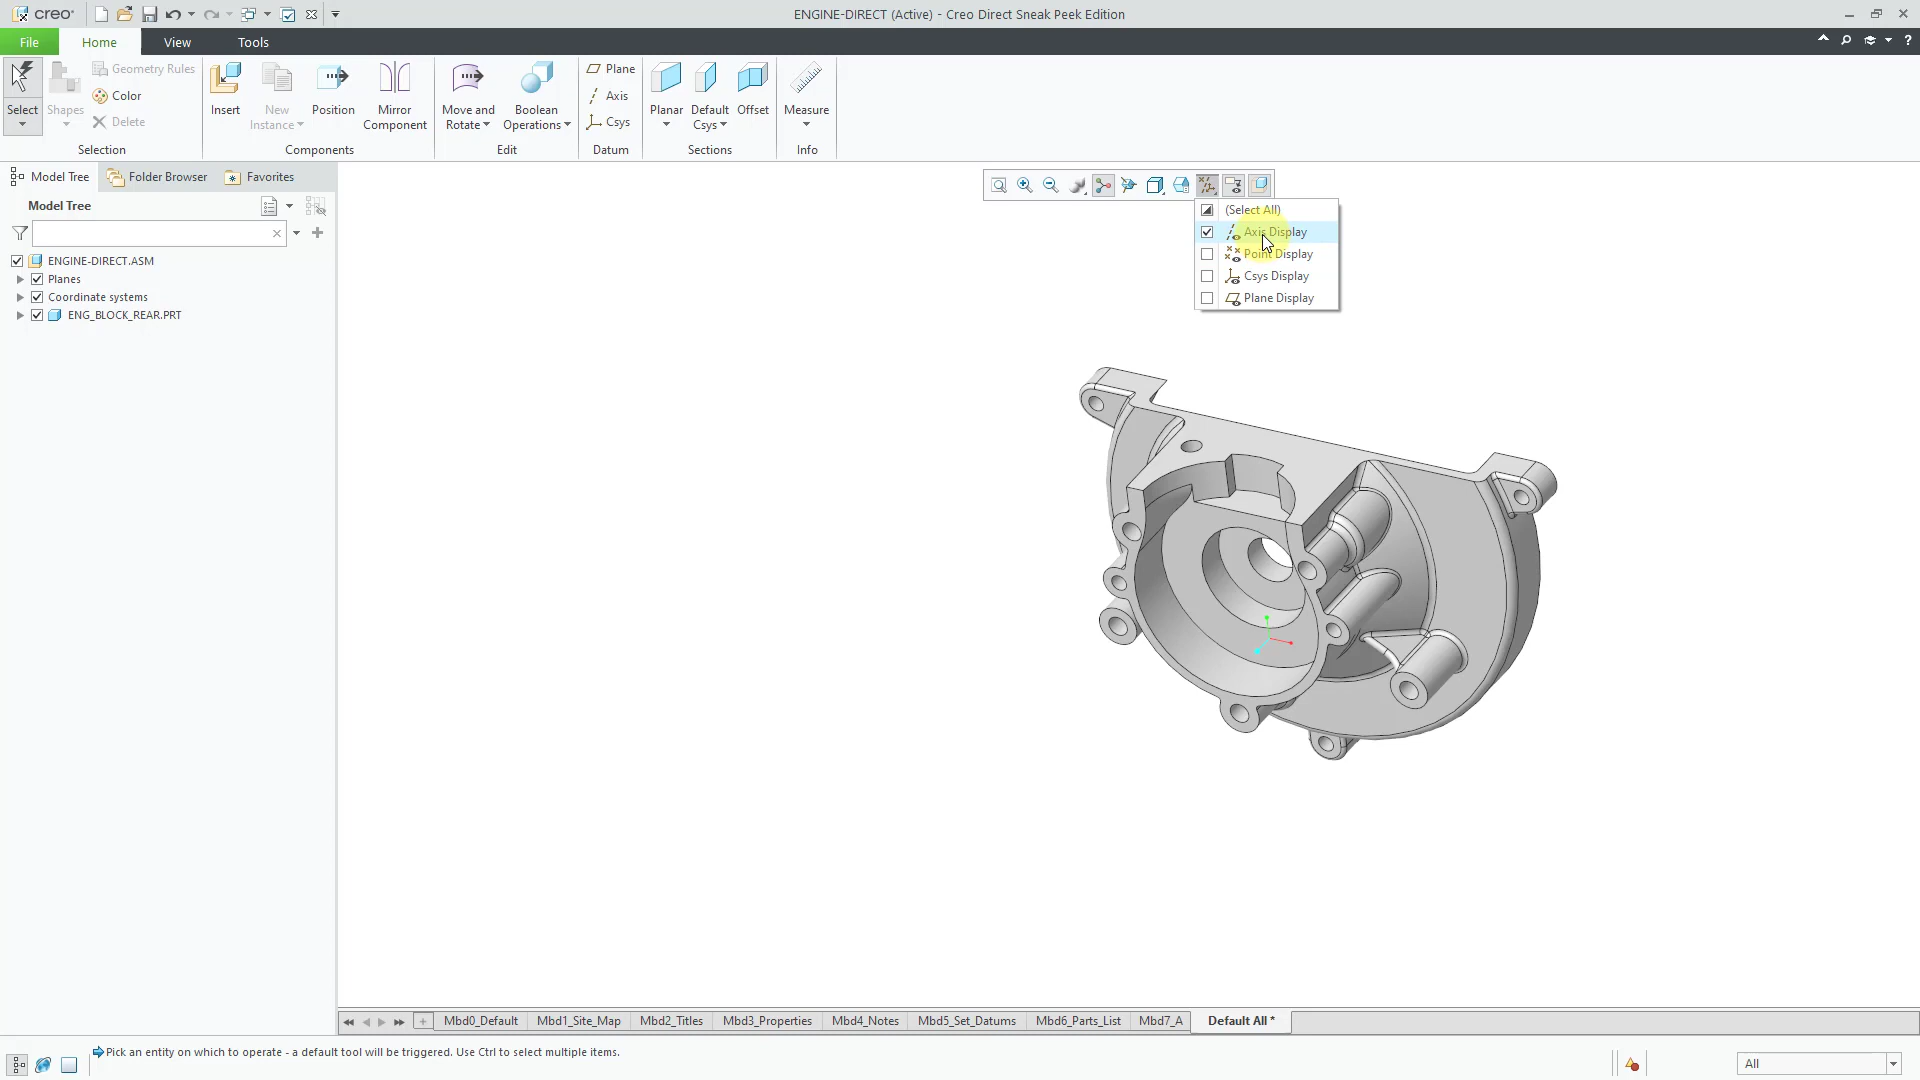 creo
ENGINE-DIRECT (Active) - Creo Direct Sneak Peek Edition
File
Home
View
Tools
Select
Shapes
Geometry Rules
Color
Delete
Selection
Insert
New
Instance
Position
Mirror
Component
Components
Move and
Rotate
Boolean
Operations
Edit
Plane
Axis
Csys
Datum
Planar
Default
Csys
Offset
Sections
Measure
Info
Model Tree
Folder Browser
Favorites
Model Tree
ENGINE-DIRECT.ASM
Planes
Coordinate systems
ENG_BLOCK_REAR.PRT
(Select All)
Axis Display
Point Display
Csys Display
Plane Display
Mbd0_Default
Mbd1_Site_Map
Mbd2_Titles
Mbd3_Properties
Mbd4_Notes
Mbd5_Set_Datums
Mbd6_Parts_List
Mbd7_A
Default All *
Pick an entity on which to operate - a default tool will be triggered. Use Ctrl to select multiple items.
All